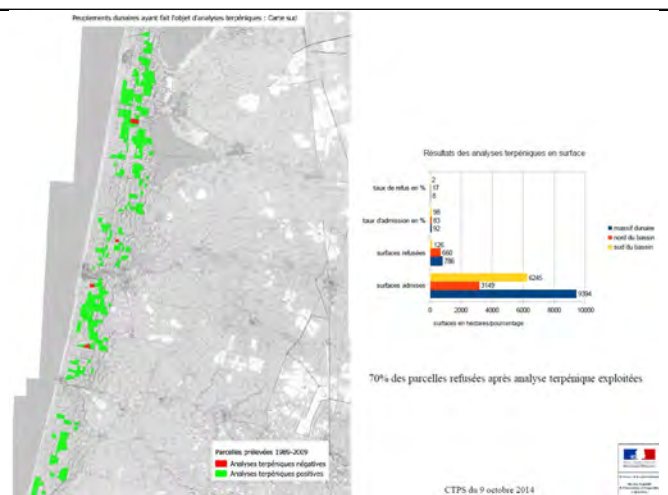 Peuplements dunaires ayant fait l'objet d'analyses terpéniques : Carte sud
Parcelles prélevées 1989-2009
Analyses terpéniques négatives
Analyses terpéniques positives
Résultats des analyses terpéniques en surface
taux de refus en %
2
17
8
taux d'admission en %
98
83
92
surfaces refusées
126
660
786
surfaces admises
6245
3149
9394
0 2000 4000 6000 8000 10000
surfaces en hectares/pourcentage
massif dunaire
nord du bassin
sud du bassin
70% des parcelles refusées après analyse terpénique exploitées
CTPS du 9 octobre 2014